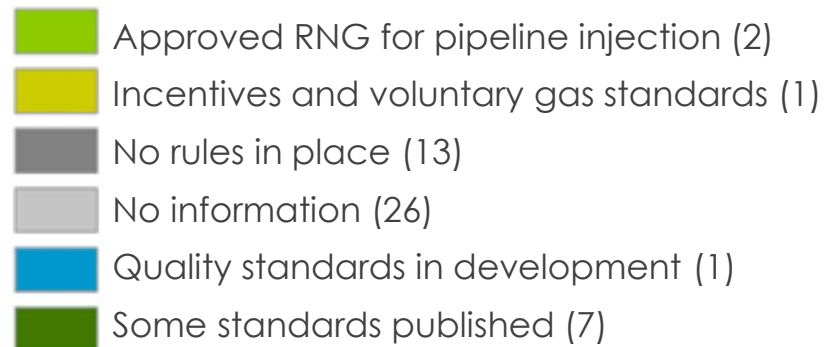 Approved RNG for pipeline injection (2)
Incentives and voluntary gas standards (1)
No rules in place (13)
No information (26)
Quality standards in development (1)
Some standards published (7)